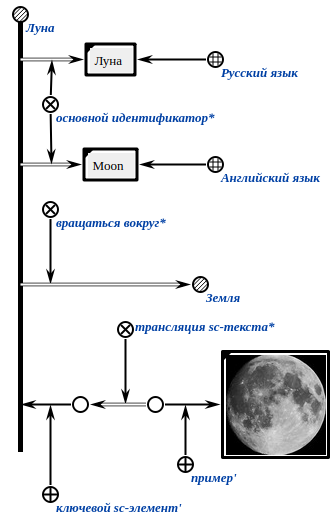 Луна
Луна
Русский язык
основной идентификатор*
Moon
Английский язык
вращаться вокруг*
Земля
трансляция sc-текста*
пример'
ключевой sc-элемент'